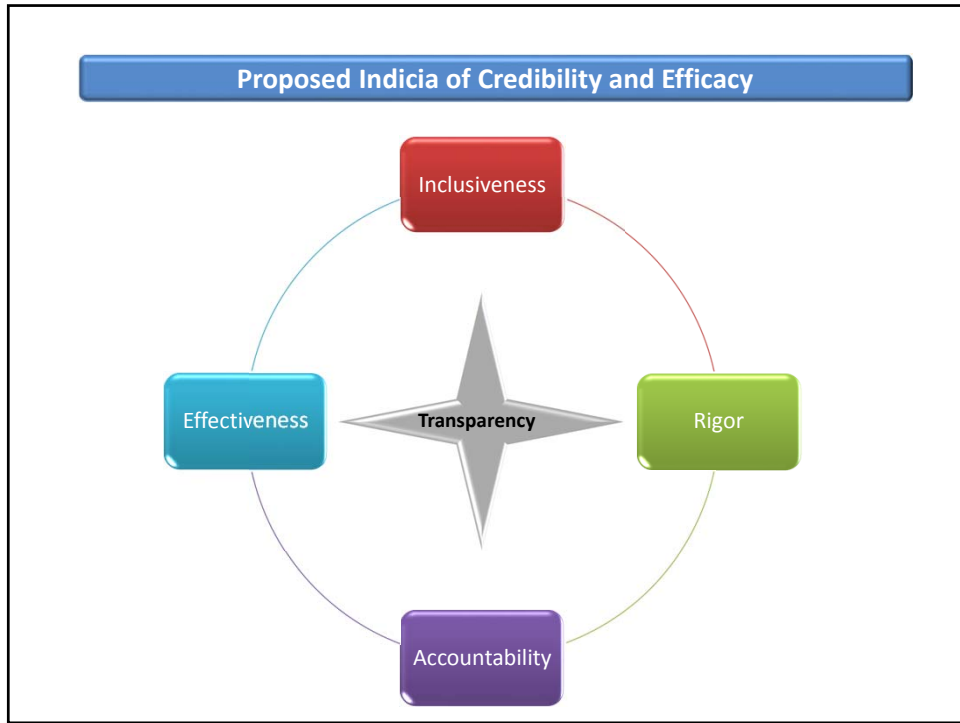 Proposed Indicia of Credibility and Efficacy
Inclusiveness
Effectiveness
Transparency
Rigor
Accountability